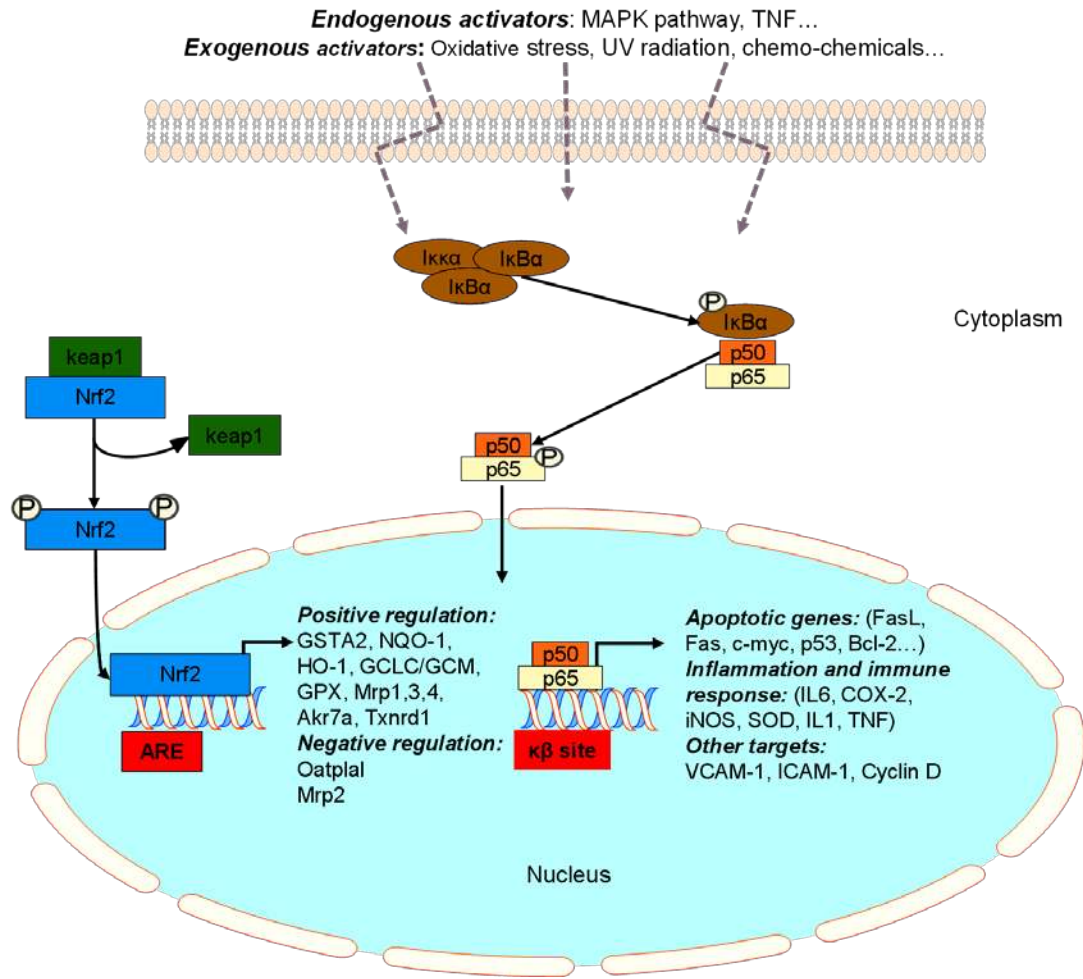 Endogenous activators: MAPK pathway, TNF…
Exogenous activators: Oxidative stress, UV radiation, chemo-chemicals…
Iκκα
IκBα
IκBα
P
IκBα
p50
p65
Cytoplasm
keap1
Nrf2
keap1
p50
p65
P
P
P
Nrf2
Positive regulation:
GSTA2, NQO-1,
HO-1, GCLC/GCM,
GPX, Mrp1,3,4,
Akr7a, Txnrd1
Negative regulation:
Oatplal
Mrp2
Nrf2
ARE
p50
p65
κβ site
Apoptotic genes: (FasL,
Fas, c-myc, p53, Bcl-2…)
Inflammation and immune
response: (IL6, COX-2,
iNOS, SOD, IL1, TNF)
Other targets:
VCAM-1, ICAM-1, Cyclin D
Nucleus